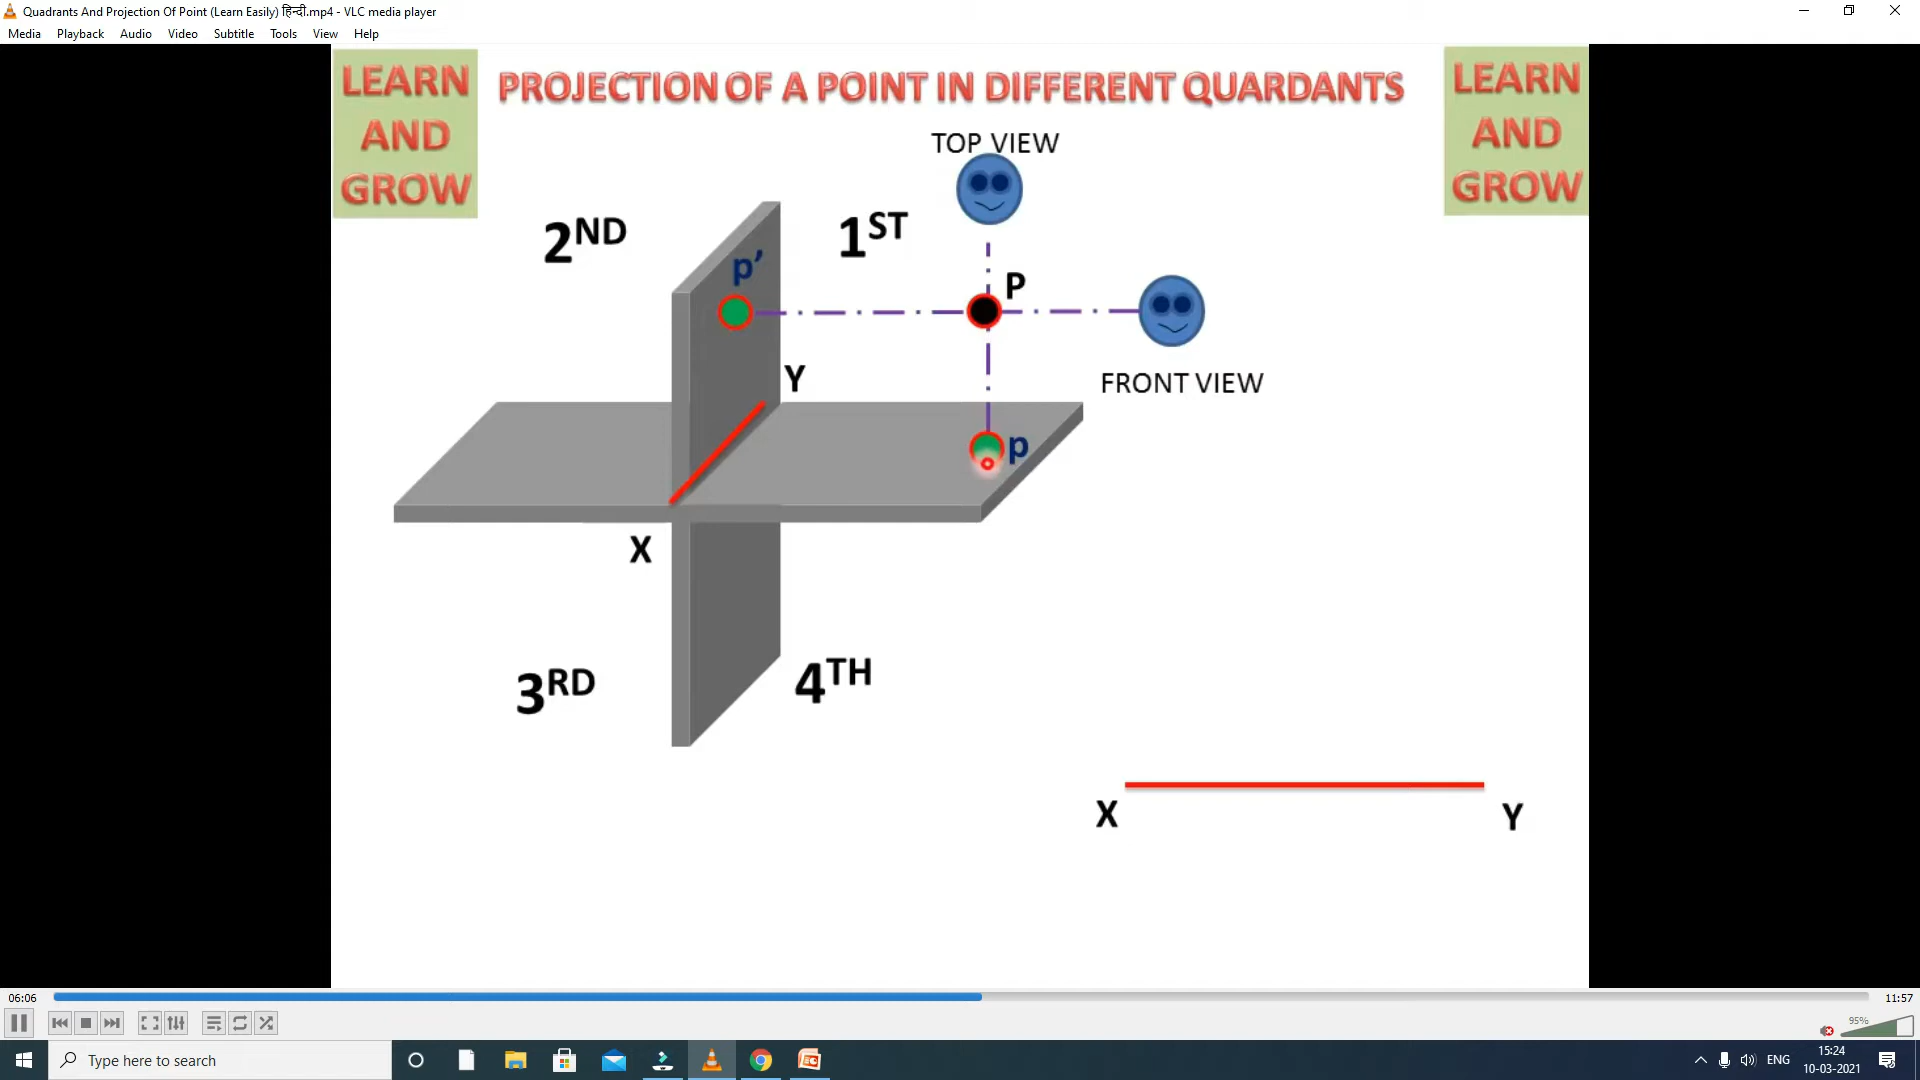 Quadrants And Projection Of Point (Learn Easily) हिन्दी.mp4 - VLC media player
Media Playback Audio Video Subtitle Tools View Help
LEARN
AND
GROW
PROJECTION OF A POINT IN DIFFERENT QUARDANTS
LEARN
AND
GROW
TOP VIEW
2ND
1ST
p’
P
Y
FRONT VIEW
p
X
3RD
4TH
X
Y
06:06
11:57
95%
Type here to search
ENG
15:24
10-03-2021